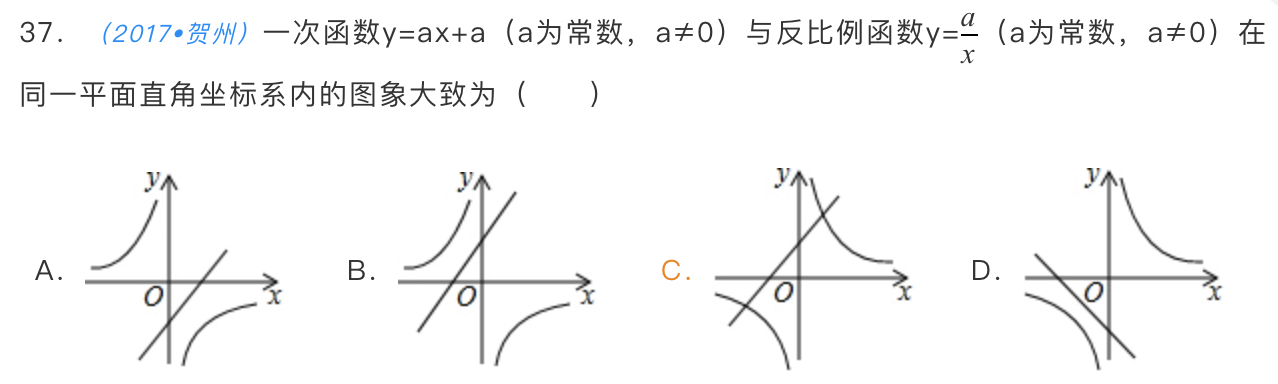 37. （2017•贺州）一次函数y=ax+a（a为常数，a≠0）与反比例函数y=a/x（a为常数，a≠0）在
同一平面直角坐标系内的图象大致为（　　）
A. y O x B. y O x C. y O x D. y O x